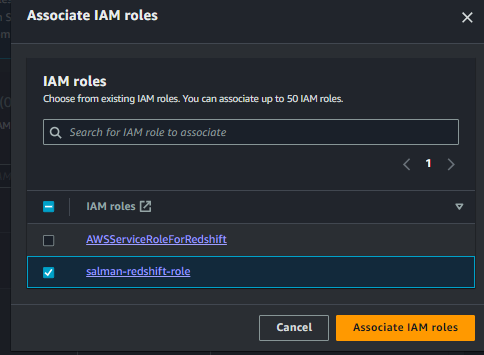 Associate IAM roles
IAM roles
Choose from existing IAM roles. You can associate up to 50 IAM roles.
Search for IAM role to associate
1
IAM roles
AWSServiceRoleForRedshift
salman-redshift-role
Cancel
Associate IAM roles